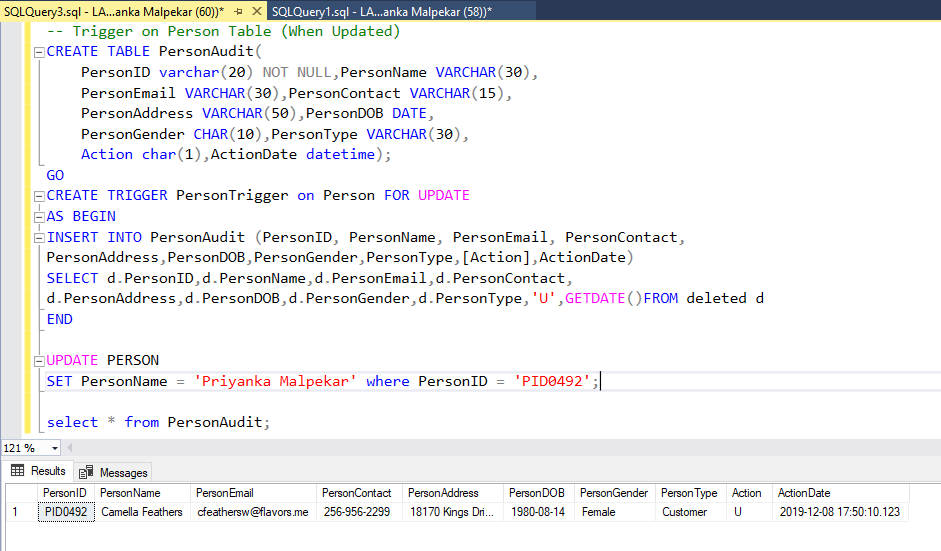 SQLQuery3.sql - LA...anka Malpekar (60))*
SQLQuery1.sql - LA...anka Malpekar (58))*
-- Trigger on Person Table (When Updated)
CREATE TABLE PersonAudit(
PersonID varchar(20) NOT NULL,PersonName VARCHAR(30),
PersonEmail VARCHAR(30),PersonContact VARCHAR(15),
PersonAddress VARCHAR(50),PersonDOB DATE,
PersonGender CHAR(10),PersonType VARCHAR(30),
Action char(1),ActionDate datetime);
GO
CREATE TRIGGER PersonTrigger on Person FOR UPDATE
AS BEGIN
INSERT INTO PersonAudit (PersonID, PersonName, PersonEmail, PersonContact,
PersonAddress,PersonDOB,PersonGender,PersonType,[Action],ActionDate)
SELECT d.PersonID,d.PersonName,d.PersonEmail,d.PersonContact,
d.PersonAddress,d.PersonDOB,d.PersonGender,d.PersonType,'U',GETDATE()FROM deleted d
END
UPDATE PERSON
SET PersonName = 'Priyanka Malpekar' where PersonID = 'PID0492';
select * from PersonAudit;
121 %
Results Messages
PersonID PersonName PersonEmail PersonContact PersonAddress PersonDOB PersonGender PersonType Action ActionDate
1 PID0492 Camella Feathers cfeathersw@flavors.me 256-956-2299 18170 Kings Dri... 1980-08-14 Female Customer U 2019-12-08 17:50:10.123